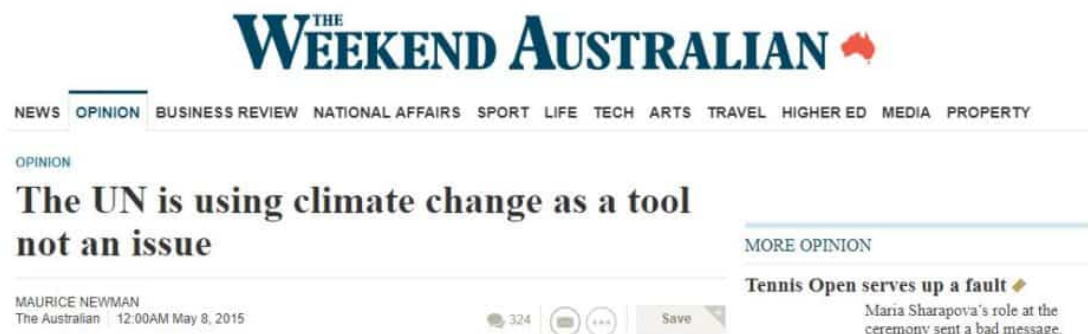 THE WEEKEND AUSTRALIAN
NEWS OPINION BUSINESS REVIEW NATIONAL AFFAIRS SPORT LIFE TECH ARTS TRAVEL HIGHER ED MEDIA PROPERTY
OPINION
The UN is using climate change as a tool
not an issue
MAURICE NEWMAN
The Australian 12:00AM May 8, 2015
324
Save
MORE OPINION
Tennis Open serves up a fault
Maria Sharapova's role at the
ceremony sent a bad message.